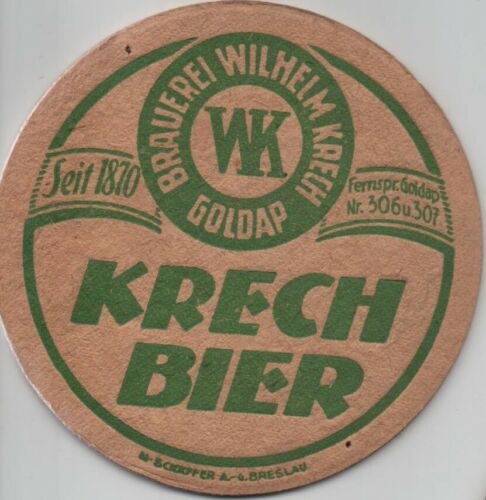 BRAUEREI WILHELM KRECH
WK
GOLDAP
Seit 1870
Fernspr. Goldap
Nr. 306 u. 307
KRECH
BIER
BRESLAU